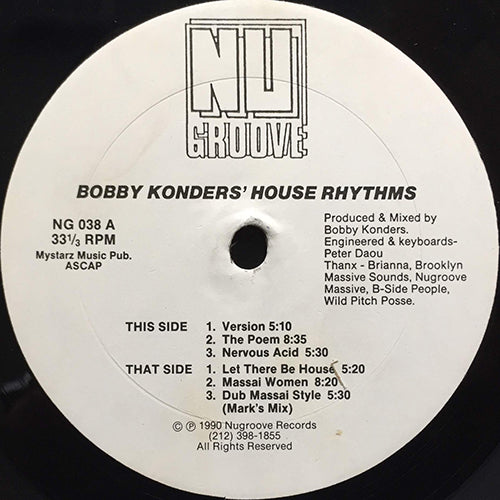 NU
GROOVE
BOBBY KONDERS' HOUSE RHYTHMS
NG 038 A
33 1/3 RPM
Mystarz Music Pub.
ASCAP
Produced & Mixed by
Bobby Konders.
Engineered & keyboards-
Peter Daou
Thanx - Brianna, Brooklyn
Massive Sounds, Nugroove
Massive, B-Side People,
Wild Pitch Posse.
THIS SIDE 1. Version 5:10
2. The Poem 8:35
3. Nervous Acid 5:30
THAT SIDE 1. Let There Be House 5:20
2. Massai Women 8:20
3. Dub Massai Style 5:30
(Mark's Mix)
© ℗ 1990 Nugroove Records
(212) 398-1855
All Rights Reserved